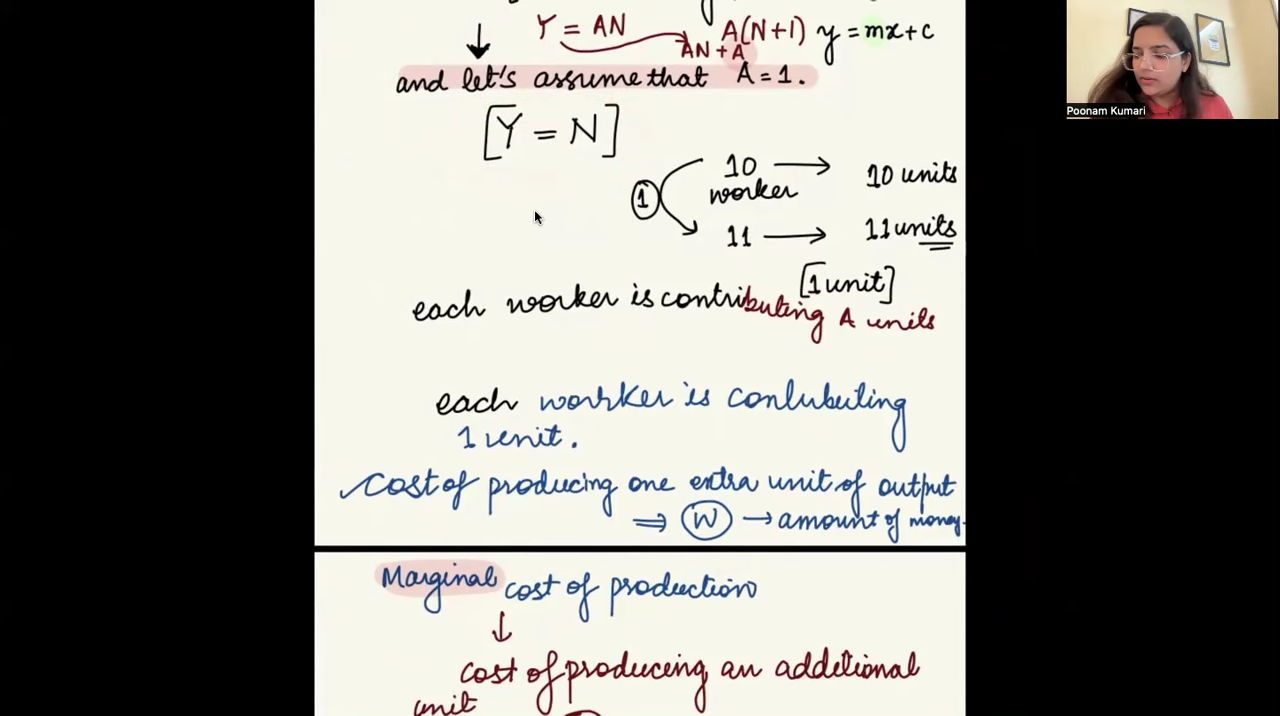 Y = AN A(N+1) y = mx+c
AN + A
and let's assume that A = 1.
[Y = N]
10 → 10 units
1 worker
11 → 11 units
[1 unit]
each worker is contributing A units
each worker is contributing
1 unit.
✓ cost of producing one extra unit of output
⇒ W → amount of money.
Marginal cost of production
↓
cost of producing an additional
unit
Poonam Kumari